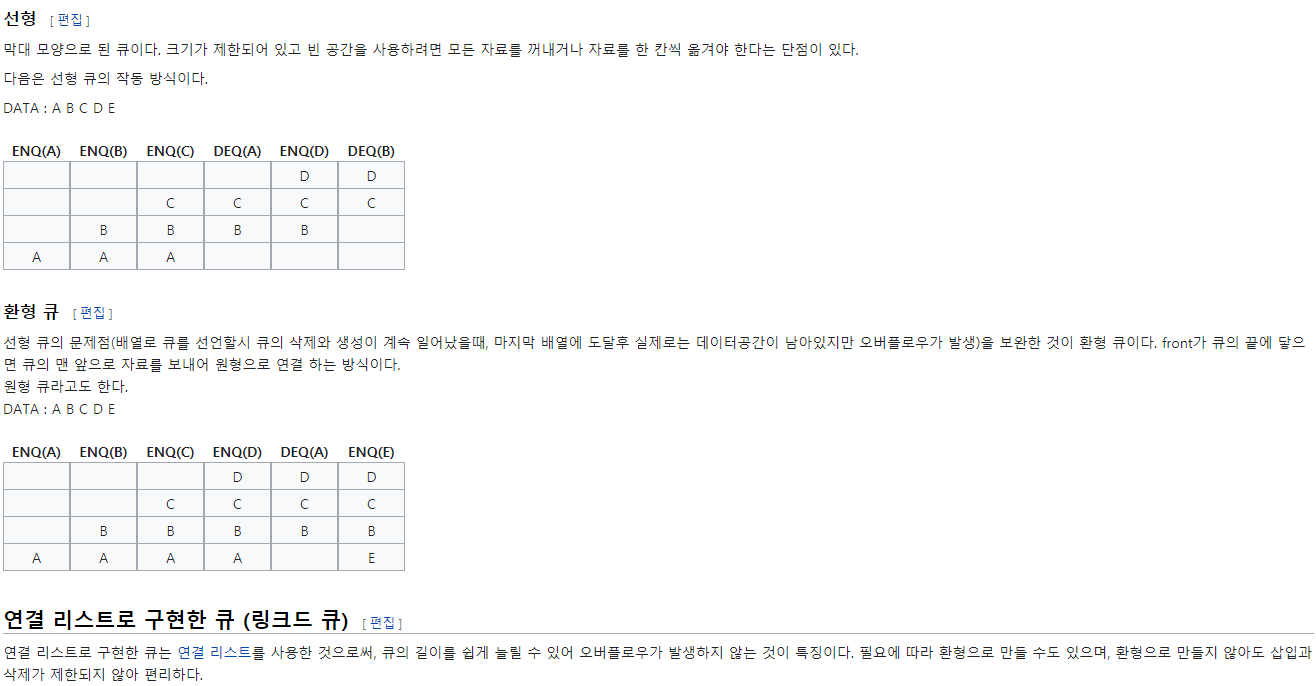 선형 [ 편집 ]
막대 모양으로 된 큐이다. 크기가 제한되어 있고 빈 공간을 사용하려면 모든 자료를 꺼내거나 자료를 한 칸씩 옮겨야 한다는 단점이 있다.
다음은 선형 큐의 작동 방식이다.
DATA : A B C D E
ENQ(A) ENQ(B) ENQ(C) DEQ(A) ENQ(D) DEQ(B)
D D
C C C C
B B B B
A A A
환형 큐 [ 편집 ]
선형 큐의 문제점(배열로 큐를 선언할시 큐의 삭제와 생성이 계속 일어났을때, 마지막 배열에 도달후 실제로는 데이터공간이 남아있지만 오버플로우가 발생)을 보완한 것이 환형 큐이다. front가 큐의 끝에 닿으
면 큐의 맨 앞으로 자료를 보내어 원형으로 연결 하는 방식이다.
원형 큐라고도 한다.
DATA : A B C D E
ENQ(A) ENQ(B) ENQ(C) ENQ(D) DEQ(A) ENQ(E)
D D D
C C C C
B B B B B
A A A A E
연결 리스트로 구현한 큐 (링크드 큐) [ 편집 ]
연결 리스트로 구현한 큐는 연결 리스트를 사용한 것으로써, 큐의 길이를 쉽게 늘릴 수 있어 오버플로우가 발생하지 않는 것이 특징이다. 필요에 따라 환형으로 만들 수도 있으며, 환형으로 만들지 않아도 삽입과
삭제가 제한되지 않아 편리하다.